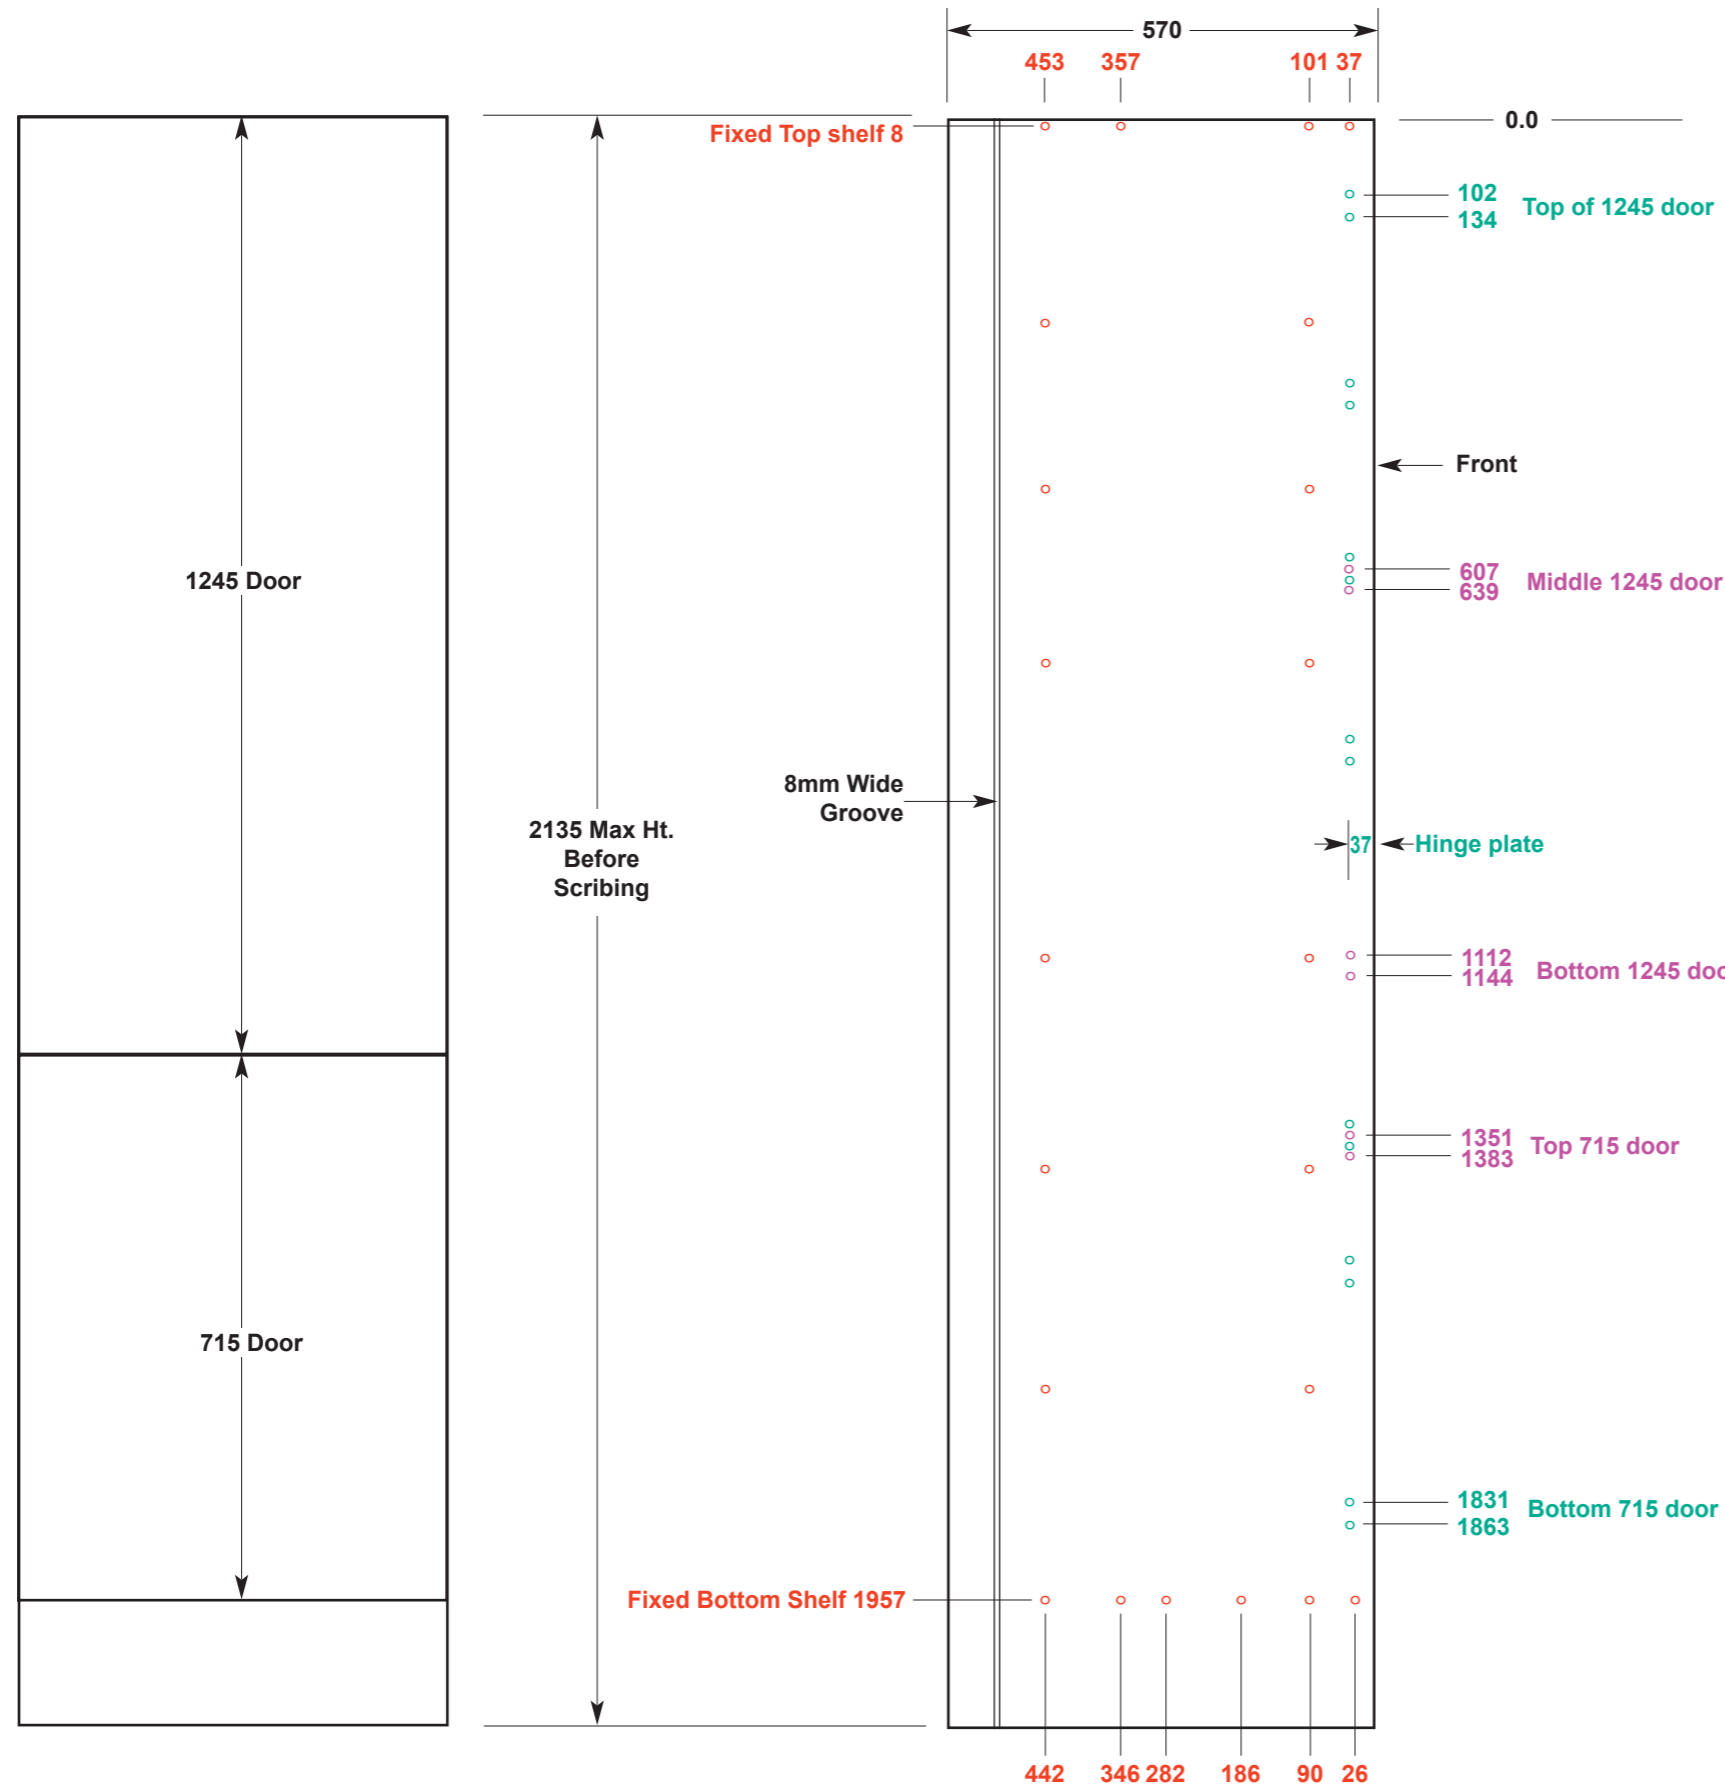 570
453 357 101 37
Fixed Top shelf 8
0.0
102
134
Top of 1245 door
Front
1245 Door
607
639
Middle 1245 door
8mm Wide
Groove
2135 Max Ht.
Before
Scribing
37
Hinge plate
1112
1144
Bottom 1245 doo
1351
1383
Top 715 door
715 Door
1831
1863
Bottom 715 door
Fixed Bottom Shelf 1957
442 346 282 186 90 26